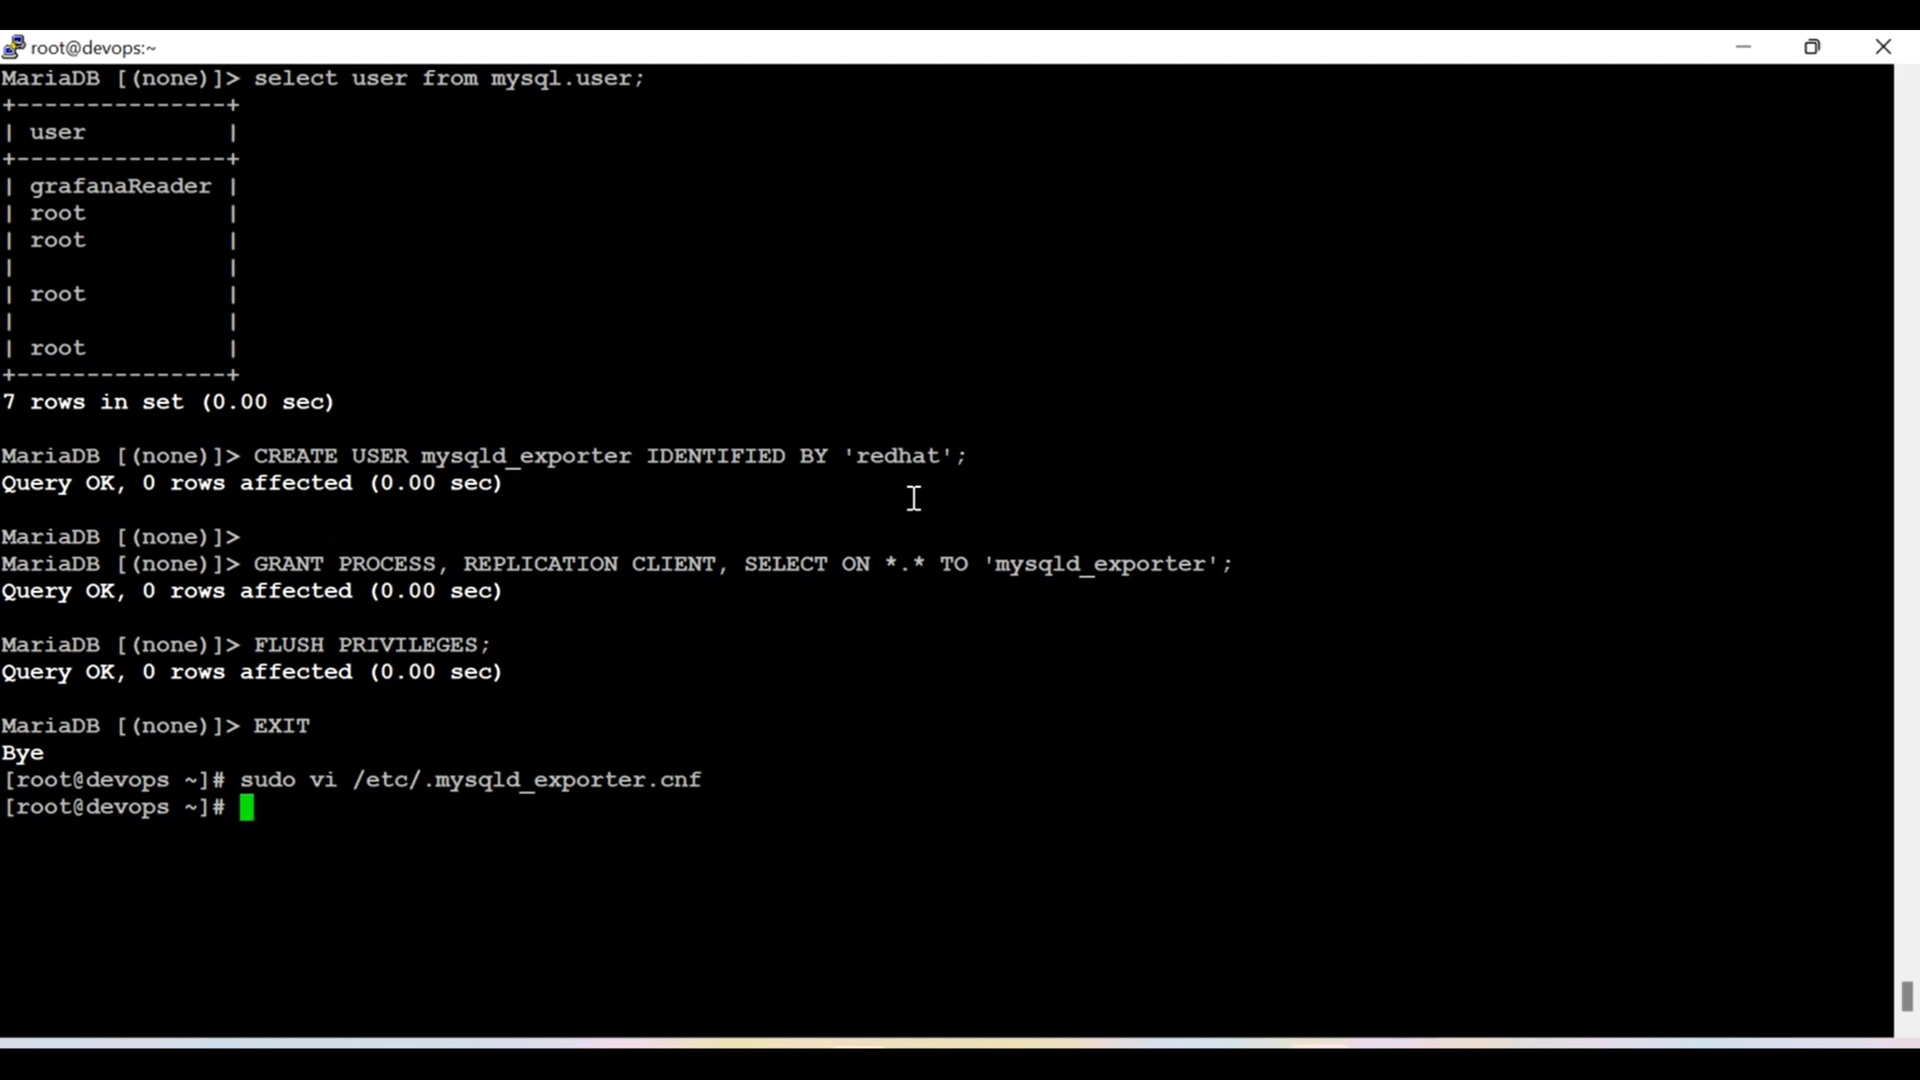 root@devops:~
MariaDB [(none)]> select user from mysql.user;
+---------------+
| user          |
+---------------+
| grafanaReader |
| root          |
| root          |
|               |
| root          |
|               |
| root          |
+---------------+
7 rows in set (0.00 sec)
MariaDB [(none)]> CREATE USER mysqld_exporter IDENTIFIED BY 'redhat';
Query OK, 0 rows affected (0.00 sec)
MariaDB [(none)]>
MariaDB [(none)]> GRANT PROCESS, REPLICATION CLIENT, SELECT ON *.* TO 'mysqld_exporter';
Query OK, 0 rows affected (0.00 sec)
MariaDB [(none)]> FLUSH PRIVILEGES;
Query OK, 0 rows affected (0.00 sec)
MariaDB [(none)]> EXIT
Bye
[root@devops ~]# sudo vi /etc/.mysqld_exporter.cnf
[root@devops ~]#